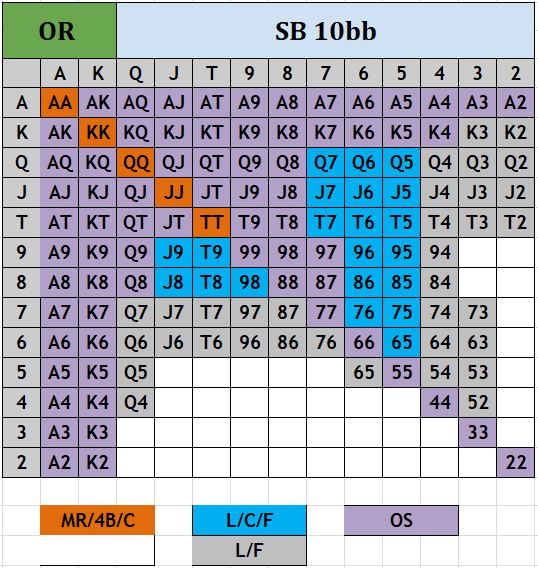 OR SB 10bb
A K Q J T 9 8 7 6 5 4 3 2
A AA AK AQ AJ AT A9 A8 A7 A6 A5 A4 A3 A2
K AK KK KQ KJ KT K9 K8 K7 K6 K5 K4 K3 K2
Q AQ KQ QQ QJ QT Q9 Q8 Q7 Q6 Q5 Q4 Q3 Q2
J AJ KJ QJ JJ JT J9 J8 J7 J6 J5 J4 J3 J2
T AT KT QT JT TT T9 T8 T7 T6 T5 T4 T3 T2
9 A9 K9 Q9 J9 T9 99 98 97 96 95 94
8 A8 K8 Q8 J8 T8 98 88 87 86 85 84
7 A7 K7 Q7 J7 T7 97 87 77 76 75 74 73
6 A6 K6 Q6 J6 T6 96 86 76 66 65 64 63
5 A5 K5 Q5 65 55 54 53
4 A4 K4 Q4 44 52
3 A3 K3 33
2 A2 K2 22
MR/4B/C L/C/F OS
L/F